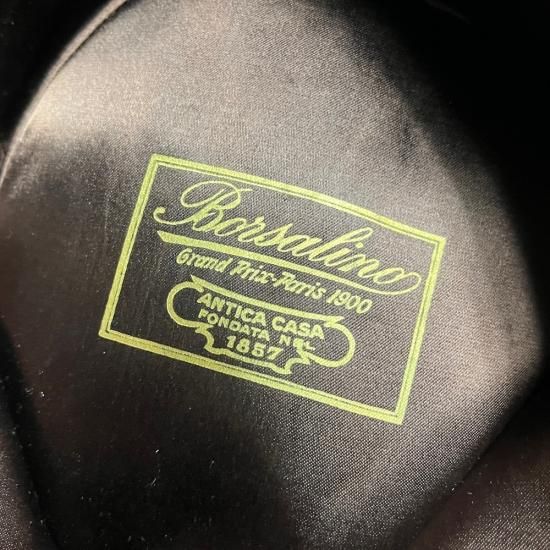 Borsalino
Grand Prix-Paris 1900
ANTICA CASA
FONDATA NEL
1857